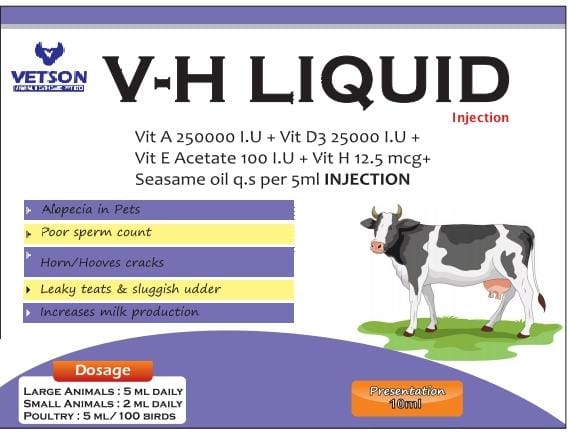 VETSON
V-H LIQUID
Injection
Vit A 250000 I.U + Vit D3 25000 I.U +
Vit E Acetate 100 I.U + Vit H 12.5 mcg+
Seasame oil q.s per 5ml INJECTION
Alopecia in Pets
Poor sperm count
Horn/Hooves cracks
Leaky teats & sluggish udder
Increases milk production
Dosage
LARGE ANIMALS : 5 ML DAILY
SMALL ANIMALS : 2 ML DAILY
POULTRY : 5 ML/100 BIRDS
Presentation
10ml